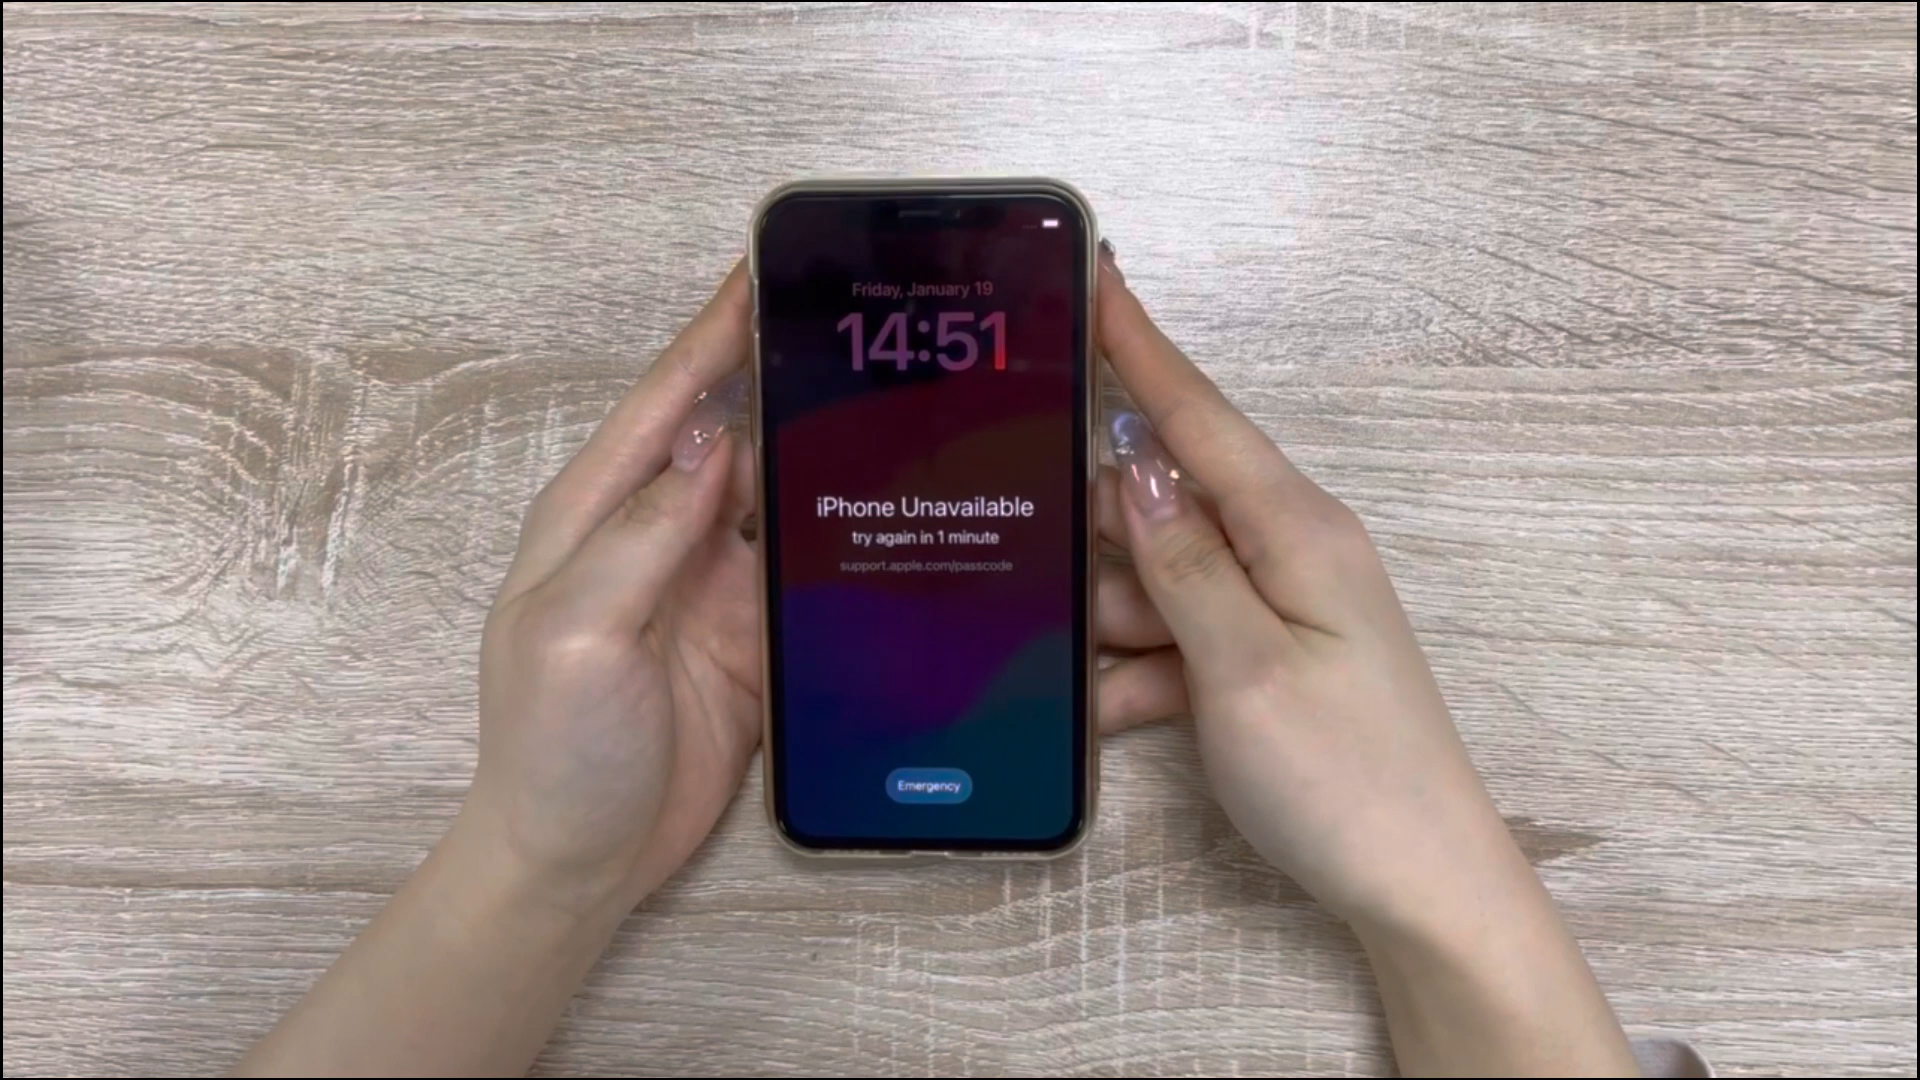 Friday, January 19
14:51
iPhone Unavailable
try again in 1 minute
support.apple.com/passcode
Emergency